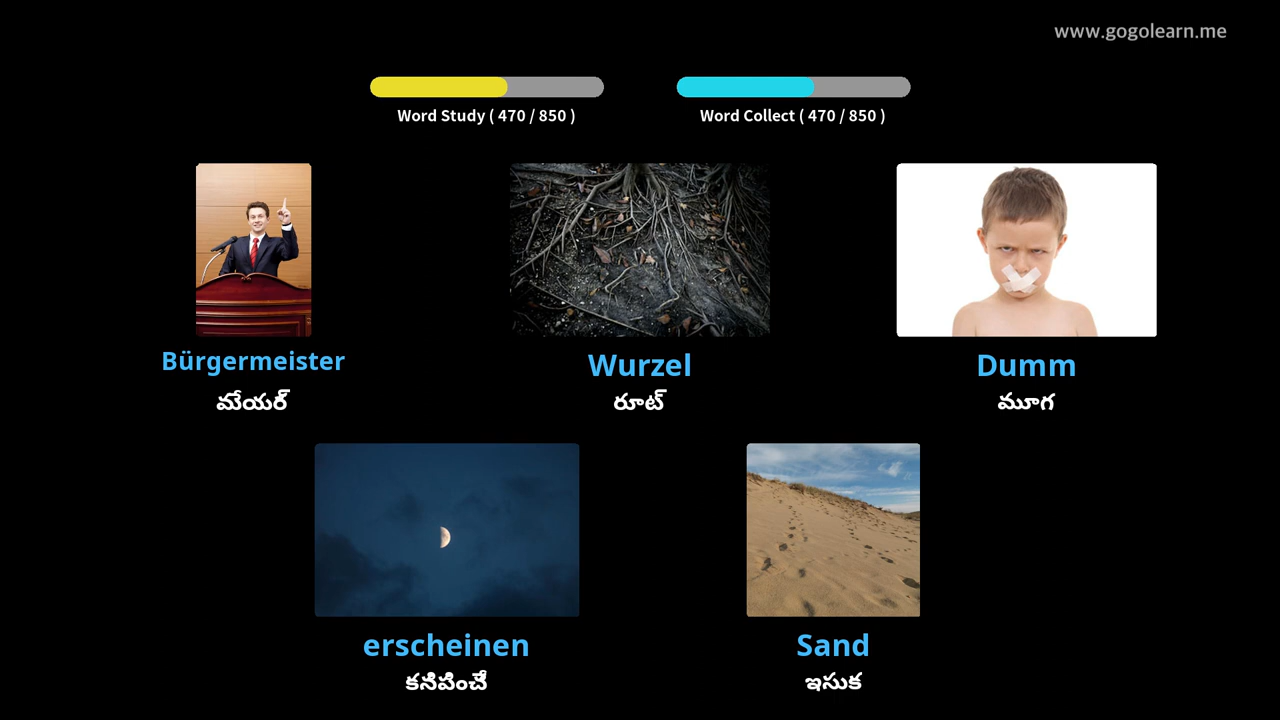 www.gogolearn.me
Word Study ( 470 / 850 )
Word Collect ( 470 / 850 )
Bürgermeister
మేయర్
Wurzel
రూట్
Dumm
మూగ
erscheinen
కనిపించే
Sand
ఇసుక